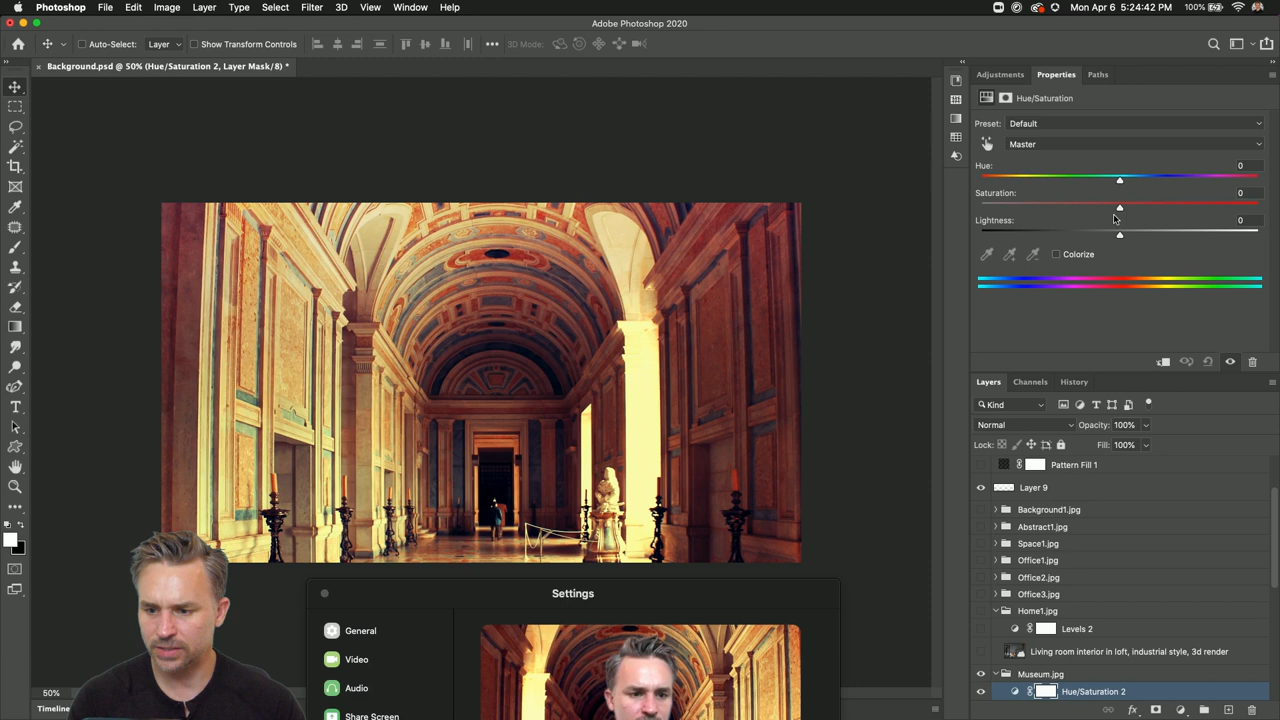 Photoshop File Edit Image Layer Type Select Filter 3D View Window Help 100% Mon Apr 6 5:24:42 PM
Adobe Photoshop 2020
Auto-Select: Layer Show Transform Controls 3D Mode:
Background.psd @ 50% (Hue/Saturation 2, Layer Mask/8) *
Adjustments Properties Paths
Hue/Saturation
Preset: Default
Master
Hue: 0
Saturation: 0
Lightness: 0
Colorize
Layers Channels History
Kind
Normal Opacity: 100%
Lock: Fill: 100%
Pattern Fill 1
Layer 9
Background1.jpg
Abstract1.jpg
Space1.jpg
Office1.jpg
Office2.jpg
Office3.jpg
Home1.jpg
Levels 2
Living room interior in loft, industrial style, 3d render
Museum.jpg
Hue/Saturation 2
Settings
General
Video
Audio
Share Screen
50%
Timeline